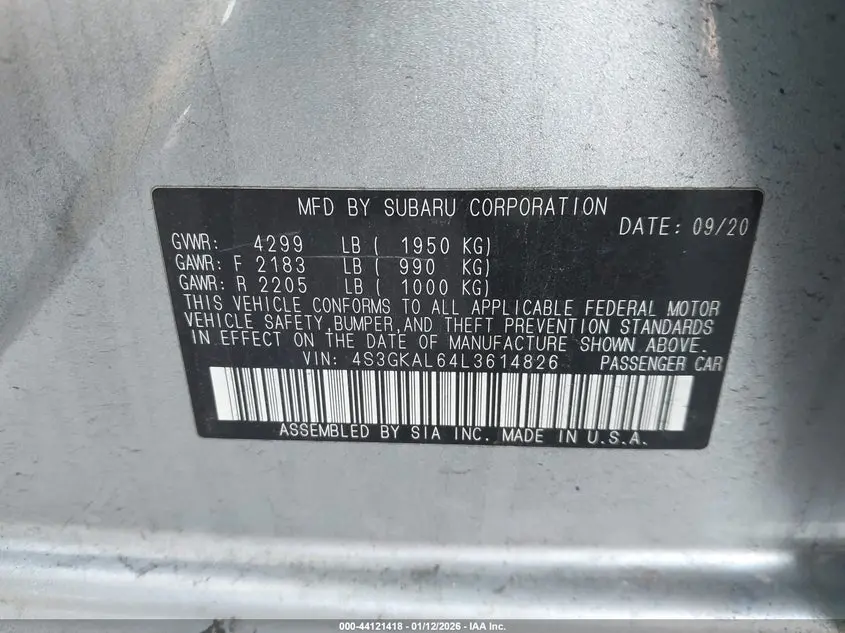 MFD BY SUBARU CORPORATION
DATE: 09/20
GVWR: 4299 LB ( 1950 KG)
GAWR: F 2183 LB ( 990 KG)
GAWR: R 2205 LB ( 1000 KG)
THIS VEHICLE CONFORMS TO ALL APPLICABLE FEDERAL MOTOR
VEHICLE SAFETY,BUMPER,AND THEFT PREVENTION STANDARDS
IN EFFECT ON THE DATE OF MANUFACTURE SHOWN ABOVE.
VIN: 4S3GKAL64L3614826 PASSENGER CAR
ASSEMBLED BY SIA INC. MADE IN U.S.A.
000-44121418 - 01/12/2026 - IAA Inc.